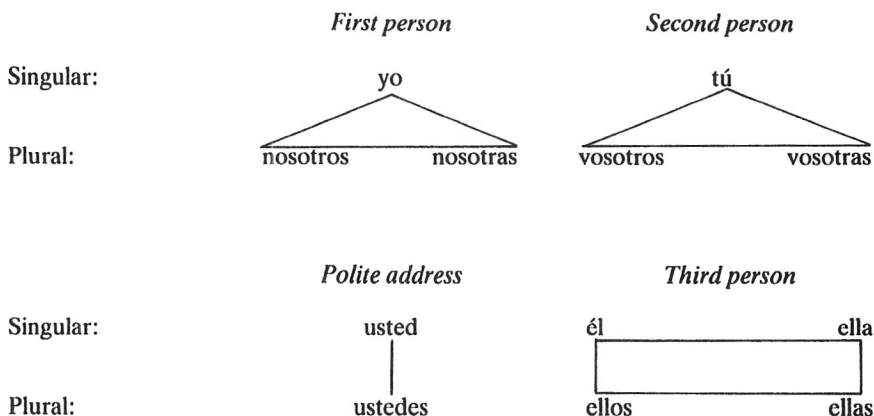 First person Second person
Singular: yo tú
Plural: nosotros nosotras vosotros vosotras
Polite address Third person
Singular: usted él ella
Plural: ustedes ellos ellas